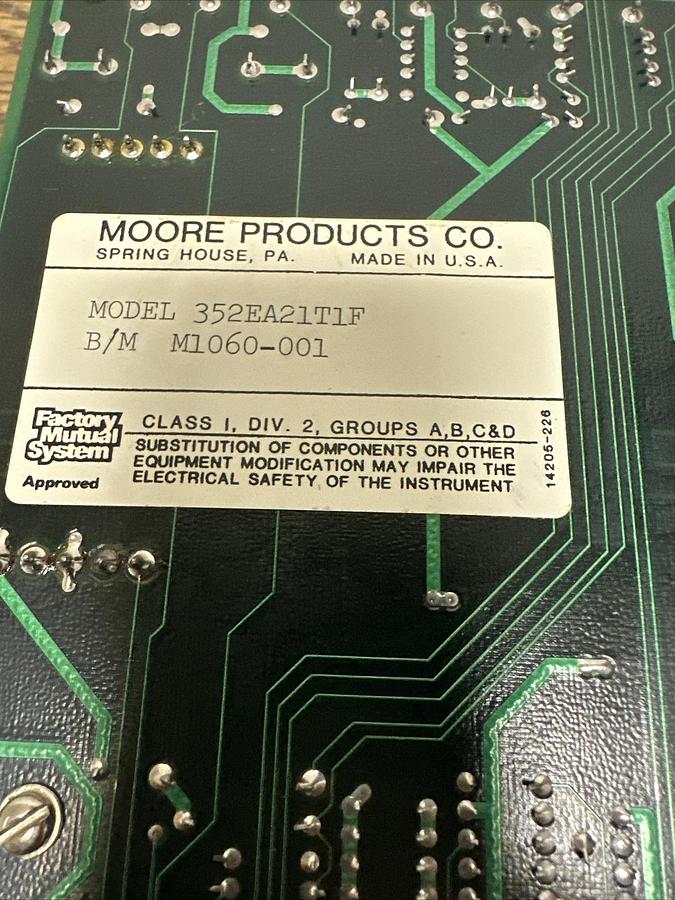 MOORE PRODUCTS CO.
SPRING HOUSE, PA. MADE IN U.S.A.
MODEL 352EA21T1F
B/M M1060-001
Factory
Mutual
System
Approved
CLASS I, DIV. 2, GROUPS A,B,C&D
SUBSTITUTION OF COMPONENTS OR OTHER
EQUIPMENT MODIFICATION MAY IMPAIR THE
ELECTRICAL SAFETY OF THE INSTRUMENT
14205-226